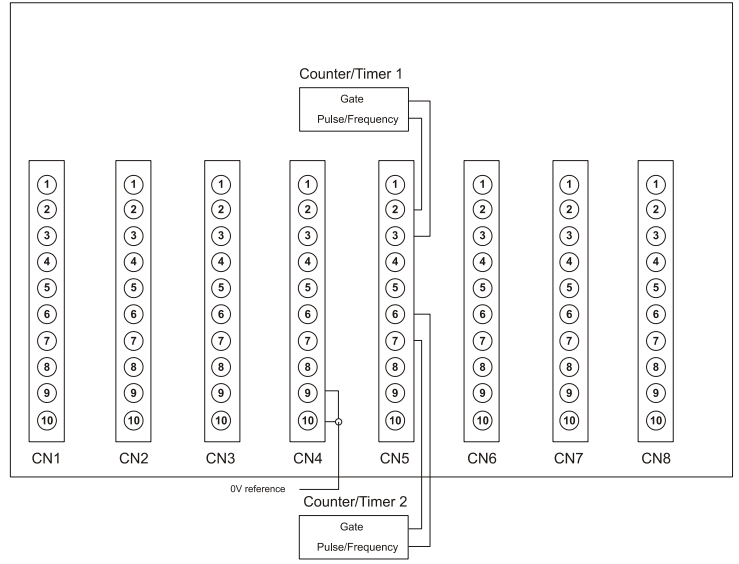 Counter/Timer 1
Gate
Pulse/Frequency
1 1 1 1 1 1 1 1
2 2 2 2 2 2 2 2
3 3 3 3 3 3 3 3
4 4 4 4 4 4 4 4
5 5 5 5 5 5 5 5
6 6 6 6 6 6 6 6
7 7 7 7 7 7 7 7
8 8 8 8 8 8 8 8
9 9 9 9 9 9 9 9
10 10 10 10 10 10 10 10
CN1 CN2 CN3 CN4 CN5 CN6 CN7 CN8
0V reference
Counter/Timer 2
Gate
Pulse/Frequency